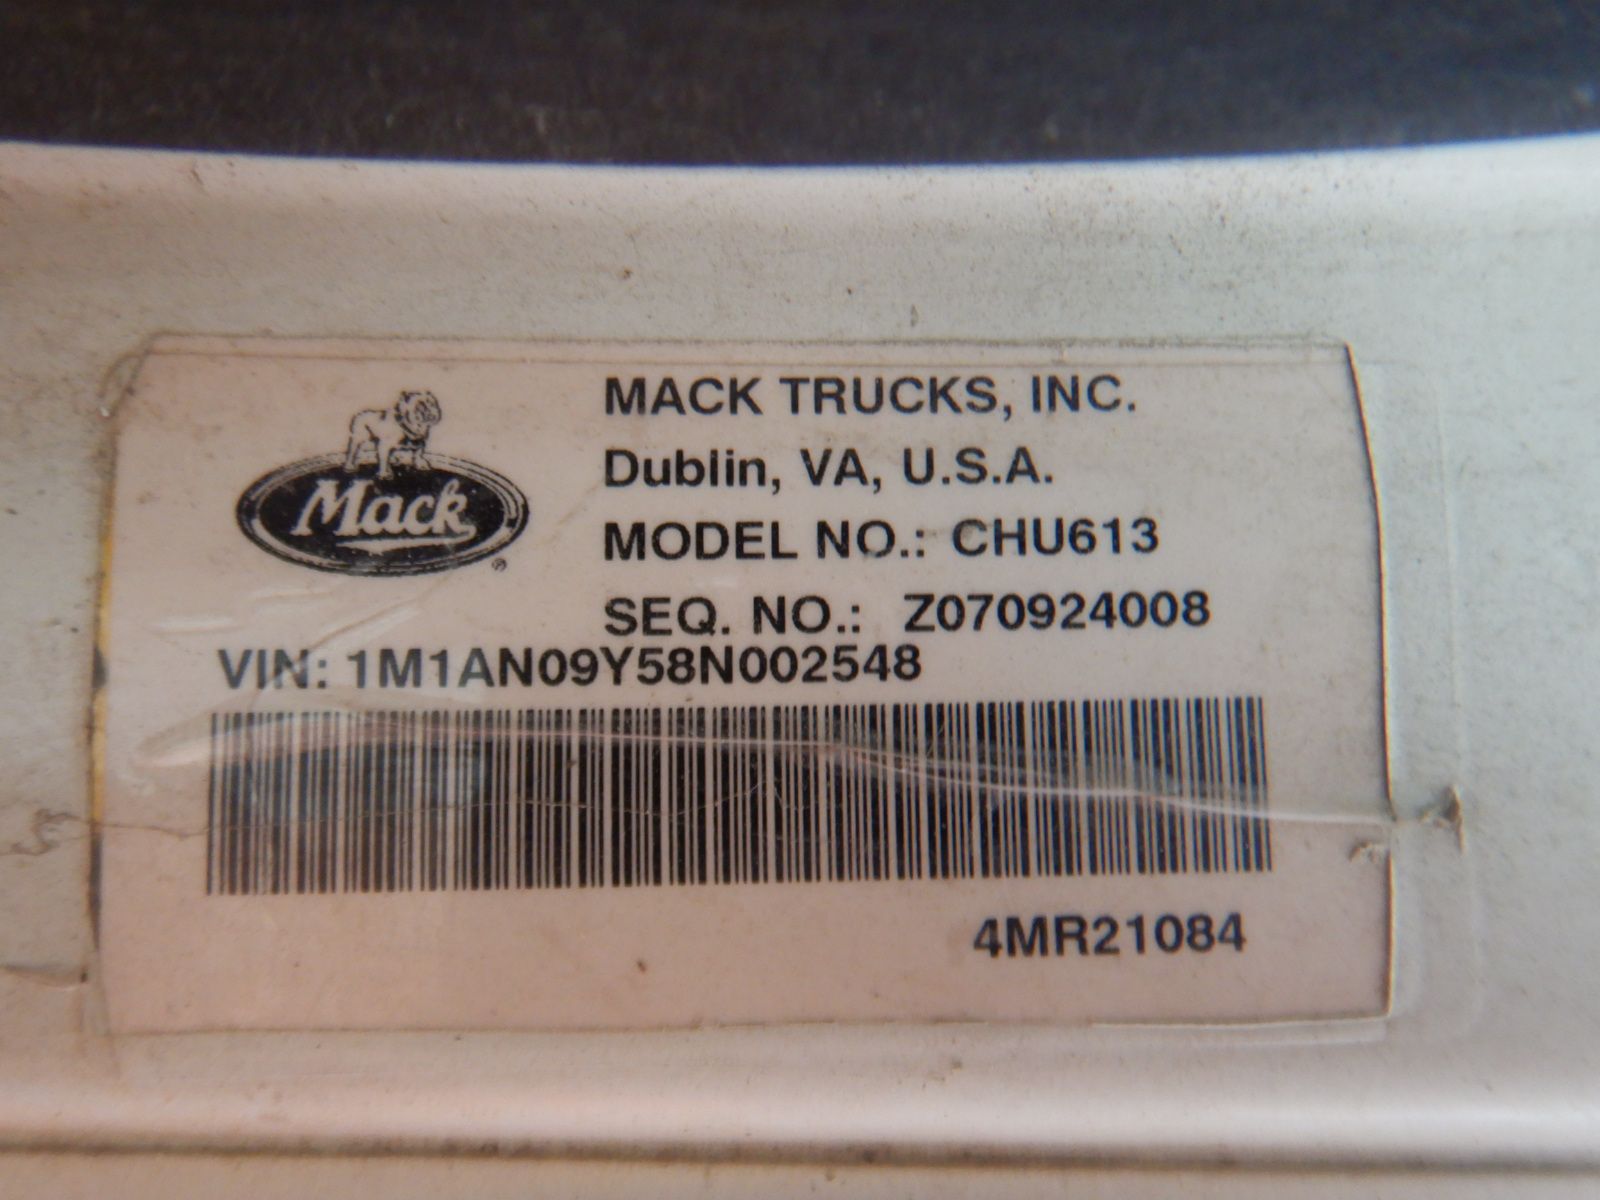 Mack
®
MACK TRUCKS, INC.
Dublin, VA, U.S.A.
MODEL NO.: CHU613
SEQ. NO.: Z070924008
VIN: 1M1AN09Y58N002548
4MR21084